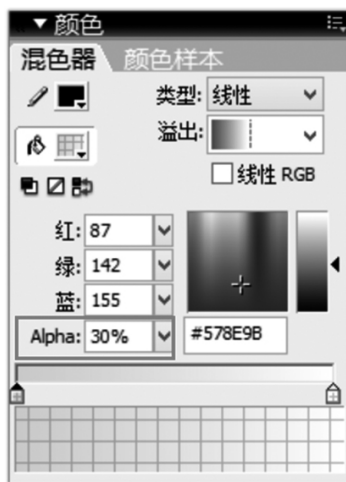 颜色
混色器 颜色样本
类型: 线性
溢出:
线性 RGB
红: 87
绿: 142
蓝: 155
Alpha: 30% #578E9B